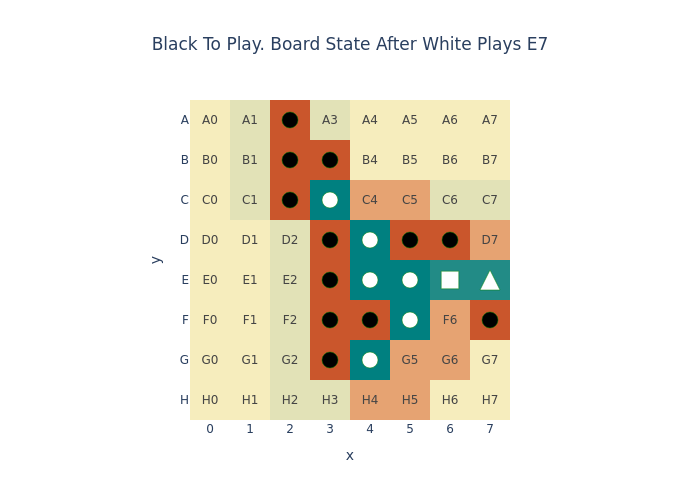 Black To Play. Board State After White Plays E7
A A0 A1 A3 A4 A5 A6 A7
B B0 B1 B4 B5 B6 B7
C C0 C1 C4 C5 C6 C7
D D0 D1 D2 D7
E E0 E1 E2
F F0 F1 F2 F6
G G0 G1 G2 G5 G6 G7
H H0 H1 H2 H3 H4 H5 H6 H7
0 1 2 3 4 5 6 7
x
y